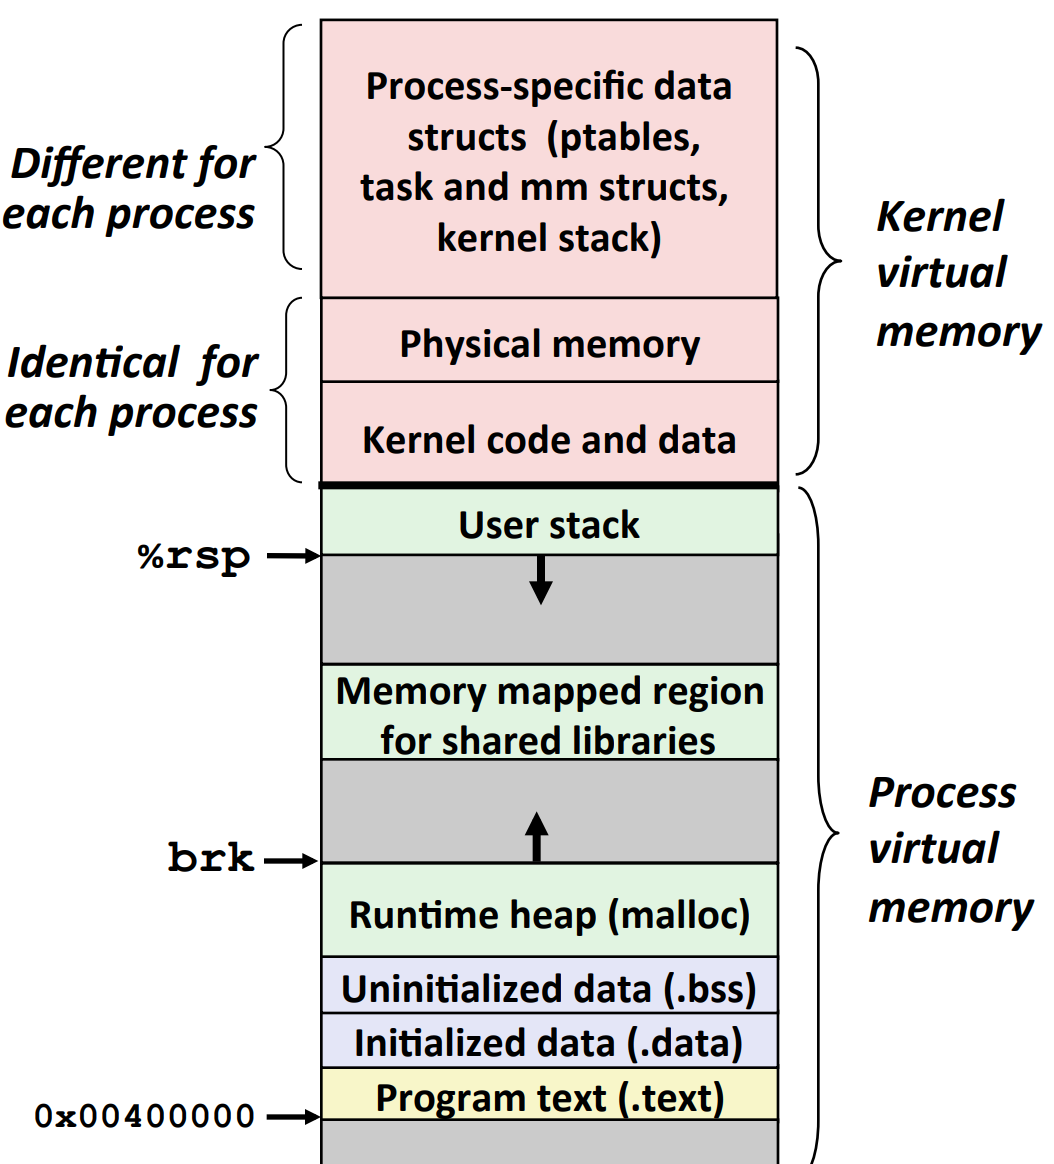 Process-specific data
structs (ptables,
task and mm structs,
kernel stack)
Different for
each process
Kernel
virtual
memory
Physical memory
Identical for
each process
Kernel code and data
User stack
%rsp
Memory mapped region
for shared libraries
Process
virtual
memory
brk
Runtime heap (malloc)
Uninitialized data (.bss)
Initialized data (.data)
Program text (.text)
0x00400000